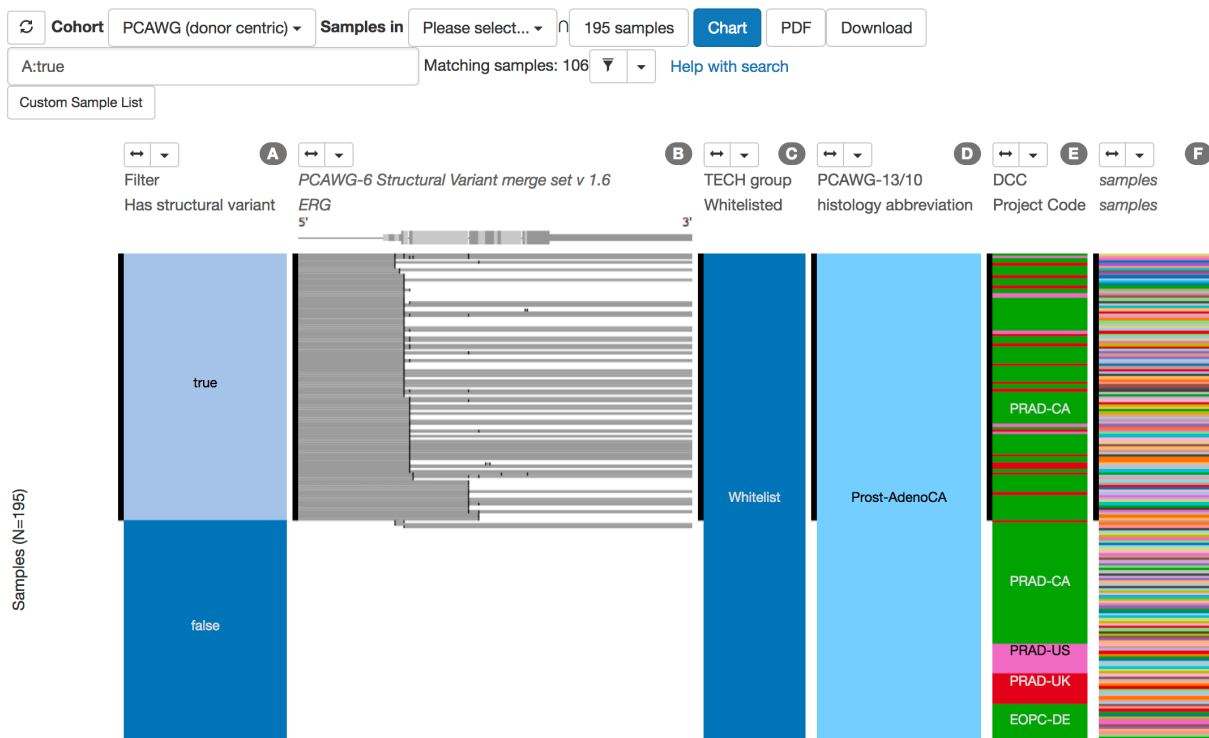 Cohort PCAWG (donor centric) Samples in Please select... ∩ 195 samples Chart PDF Download
A:true Matching samples: 106 Help with search
Custom Sample List
A B C D E F
Filter PCAWG-6 Structural Variant merge set v 1.6 TECH group PCAWG-13/10 DCC samples
Has structural variant ERG Whitelisted histology abbreviation Project Code samples
5' 3'
true
PRAD-CA
Whitelist Prost-AdenoCA
Samples (N=195)
PRAD-CA
false
PRAD-US
PRAD-UK
EOPC-DE